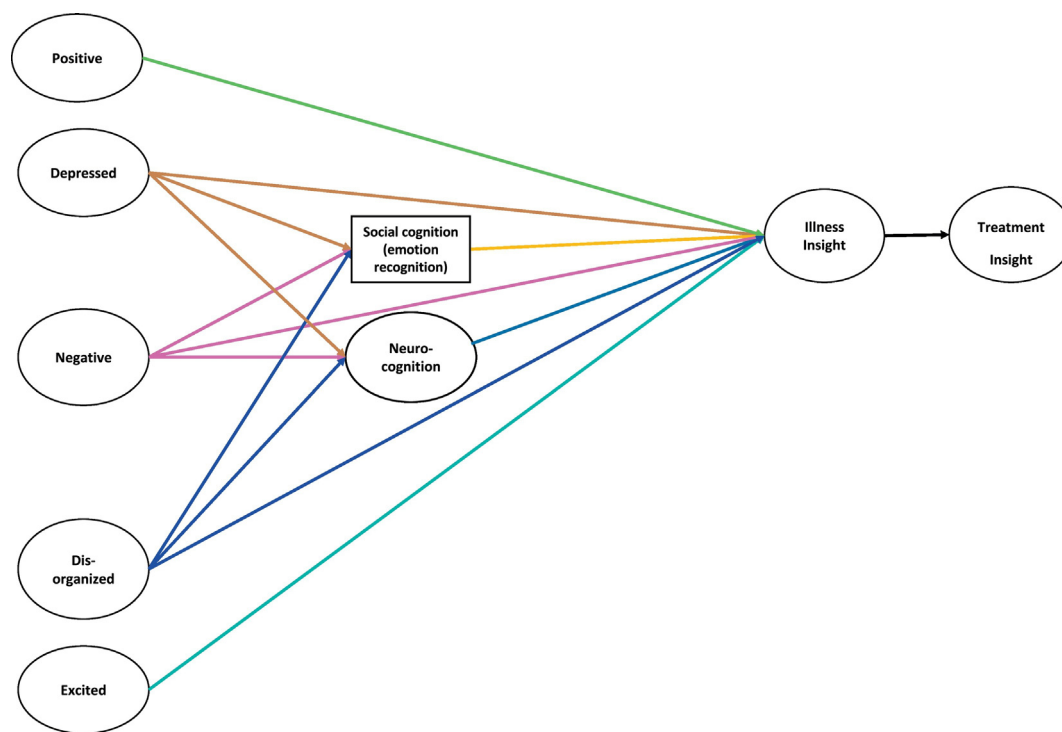 Positive
Depressed
Social cognition
(emotion
recognition)
Illness
Insight
Treatment
Insight
Negative
Neuro-
cognition
Dis-
organized
Excited